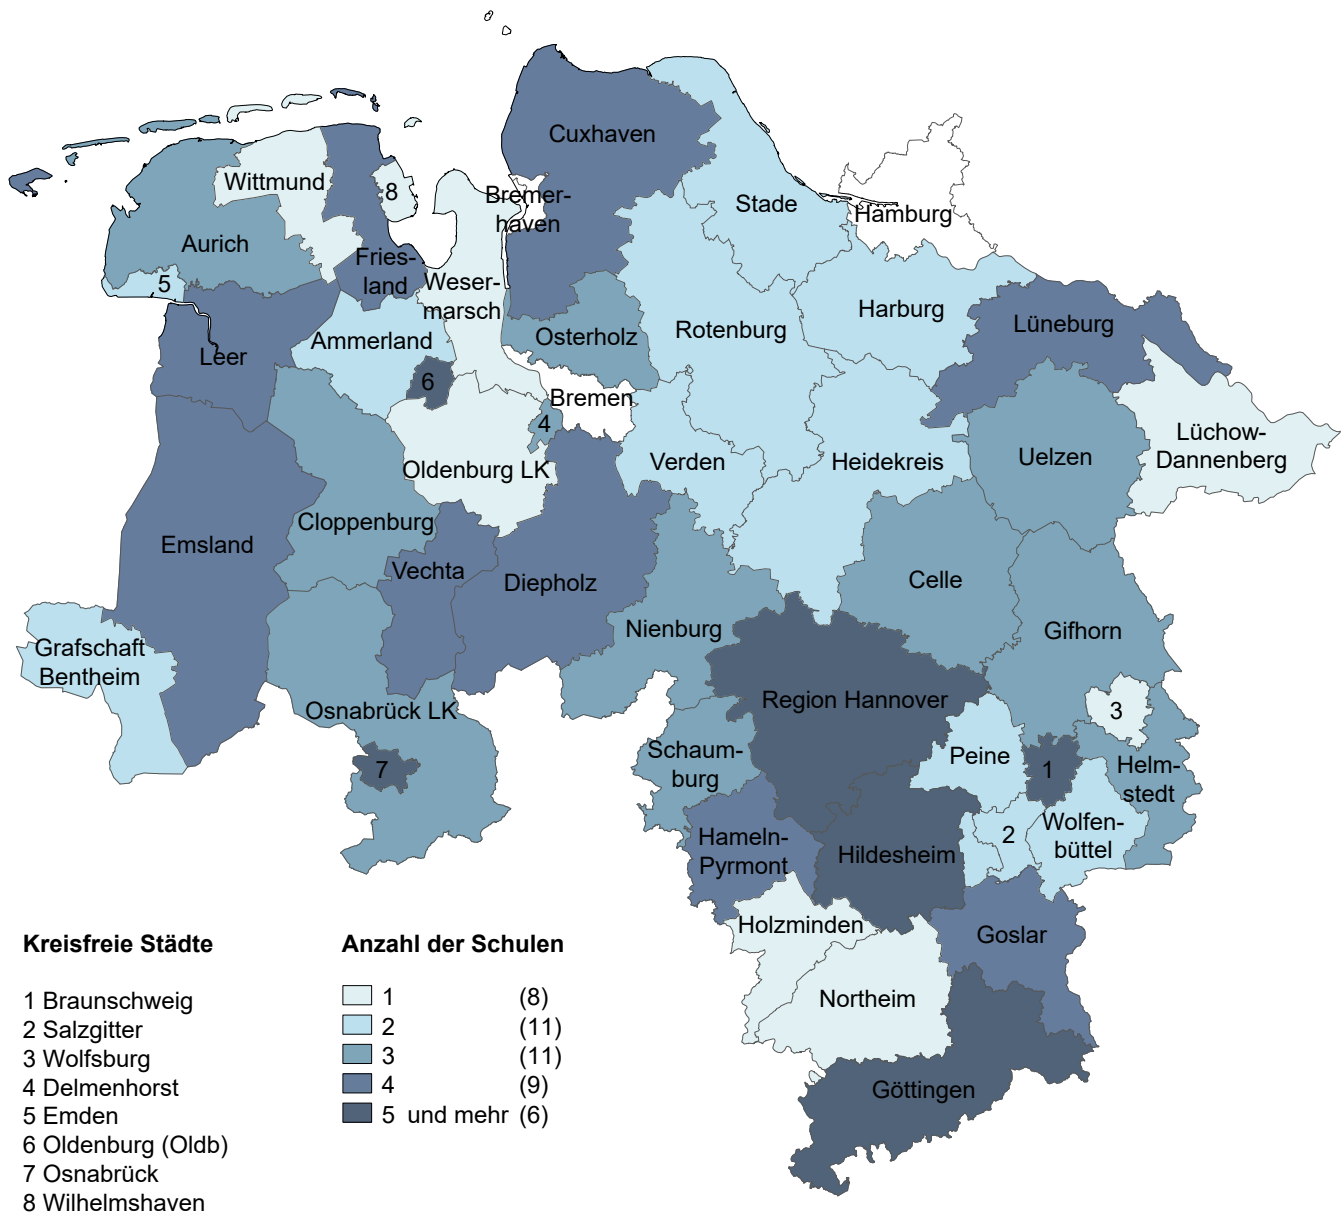 Cuxhaven
Wittmund
8
Bremer-
haven
Stade
Hamburg
Aurich
Fries-
land
5
Weser-
marsch
Harburg
Lüneburg
Ammerland
Osterholz
Rotenburg
Leer
6
Bremen
4
Lüchow-
Dannenberg
Oldenburg LK
Verden
Heidekreis
Uelzen
Cloppenburg
Emsland
Vechta
Diepholz
Celle
Nienburg
Gifhorn
Grafschaft
Bentheim
Region Hannover
Osnabrück LK
3
Schaum-
burg
Peine
7
1
Helm-
stedt
Hameln-
Pyrmont
Hildesheim
2
Wolfen-
büttel
Holzminden
Goslar
Northeim
Göttingen
Kreisfreie Städte
1 Braunschweig
2 Salzgitter
3 Wolfsburg
4 Delmenhorst
5 Emden
6 Oldenburg (Oldb)
7 Osnabrück
8 Wilhelmshaven
Anzahl der Schulen
1 (8)
2 (11)
3 (11)
4 (9)
5 und mehr (6)